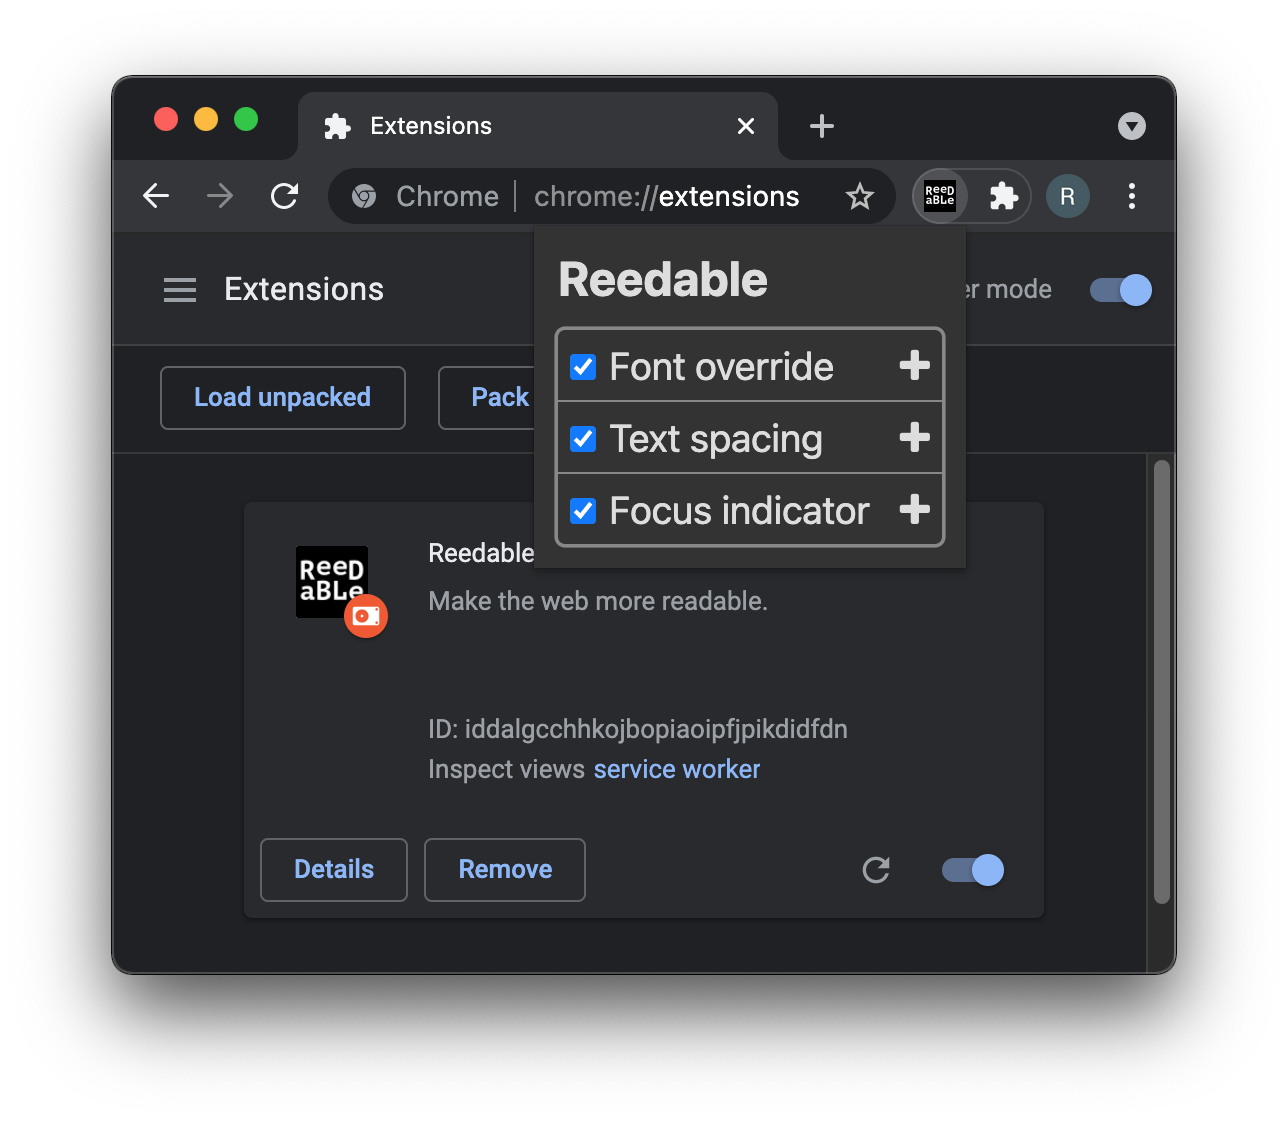 Extensions
Chrome | chrome://extensions
ReeD
aBLe
R
Extensions
er mode
Reedable
Font override
Text spacing
Focus indicator
Load unpacked
Pack
ReeD
aBLe
Reedable
Make the web more readable.
ID: iddalgcchhkojbopiaoipfjpikdidfdn
Inspect views service worker
Details
Remove